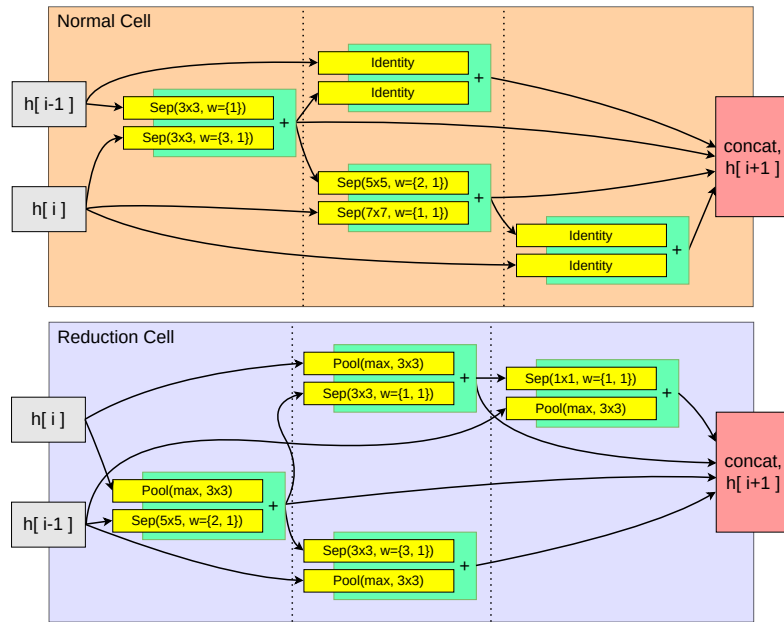 Normal Cell
h[ i-1 ]
h[ i ]
Sep(3x3, w={1})
Sep(3x3, w={3, 1})
+
Identity
Identity
+
Sep(5x5, w={2, 1})
Sep(7x7, w={1, 1})
+
Identity
Identity
+
concat,
h[ i+1 ]
Reduction Cell
h[ i ]
h[ i-1 ]
Pool(max, 3x3)
Sep(5x5, w={2, 1})
+
Pool(max, 3x3)
Sep(3x3, w={1, 1})
+
Sep(3x3, w={3, 1})
Pool(max, 3x3)
+
Sep(1x1, w={1, 1})
Pool(max, 3x3)
+
concat,
h[ i+1 ]